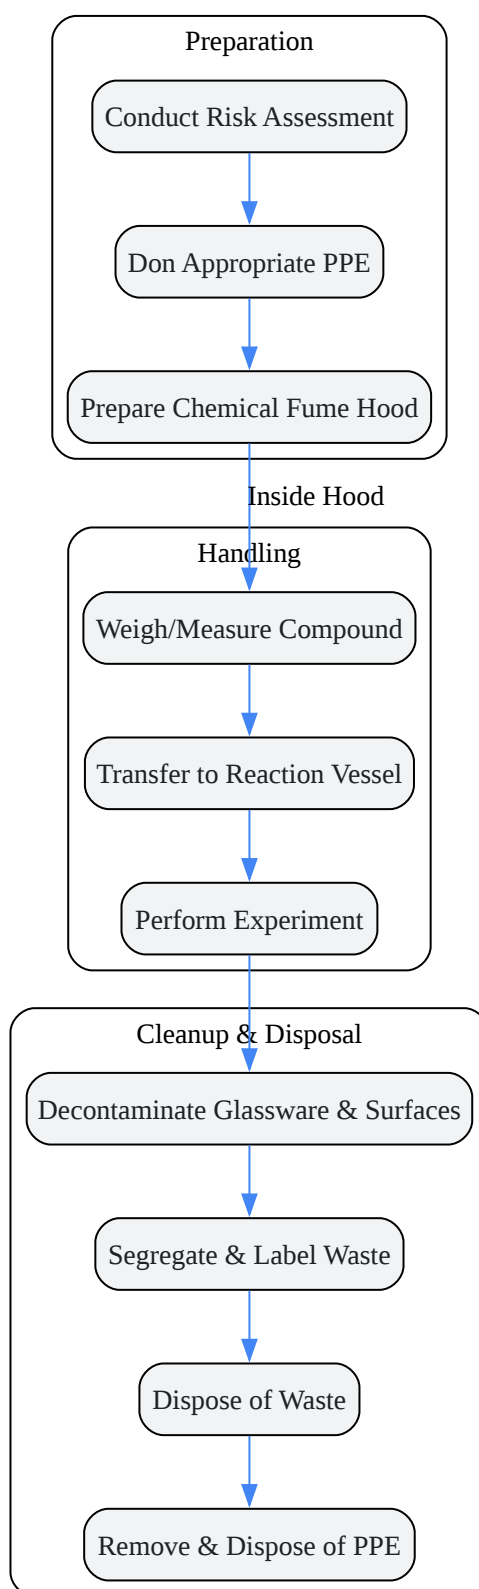 Preparation
Conduct Risk Assessment
Don Appropriate PPE
Prepare Chemical Fume Hood
Inside Hood
Handling
Weigh/Measure Compound
Transfer to Reaction Vessel
Perform Experiment
Cleanup & Disposal
Decontaminate Glassware & Surfaces
Segregate & Label Waste
Dispose of Waste
Remove & Dispose of PPE